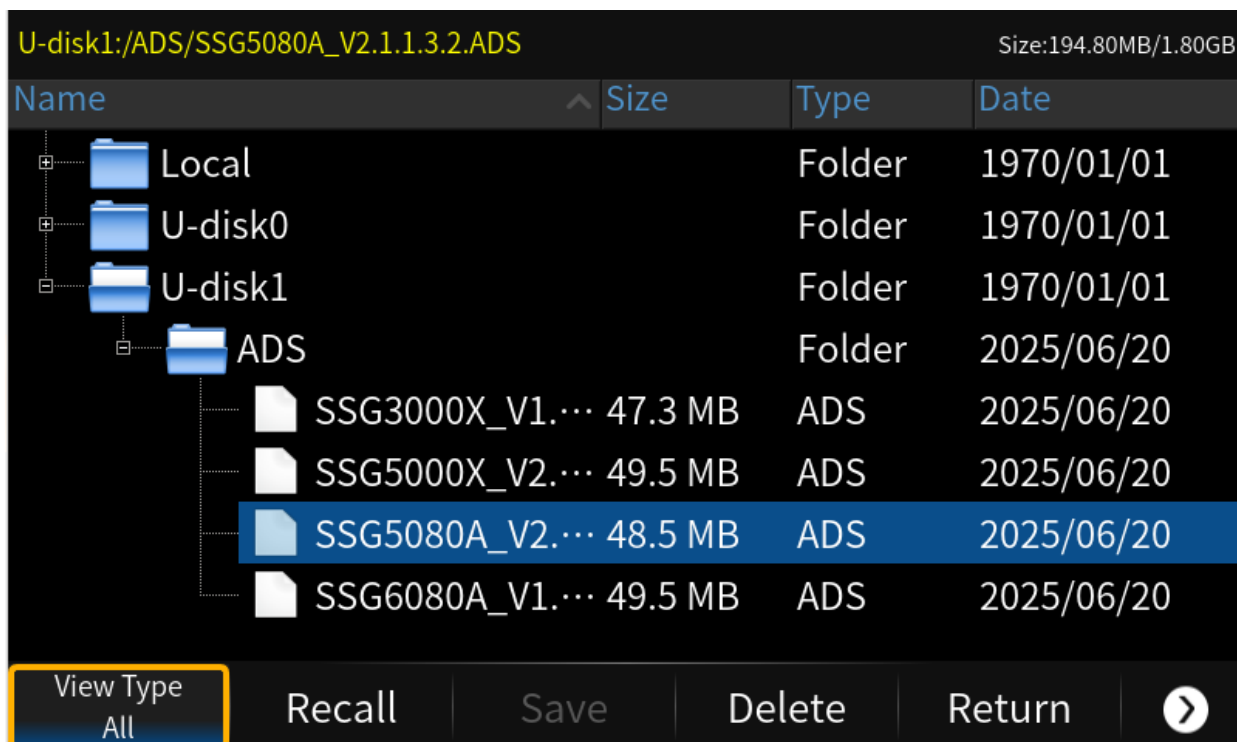 U-disk1:/ADS/SSG5080A_V2.1.1.3.2.ADS Size:194.80MB/1.80GB
Name Size Type Date
Local Folder 1970/01/01
U-disk0 Folder 1970/01/01
U-disk1 Folder 1970/01/01
ADS Folder 2025/06/20
SSG3000X_V1.··· 47.3 MB ADS 2025/06/20
SSG5000X_V2.··· 49.5 MB ADS 2025/06/20
SSG5080A_V2.··· 48.5 MB ADS 2025/06/20
SSG6080A_V1.··· 49.5 MB ADS 2025/06/20
View Type
All
Recall Save Delete Return